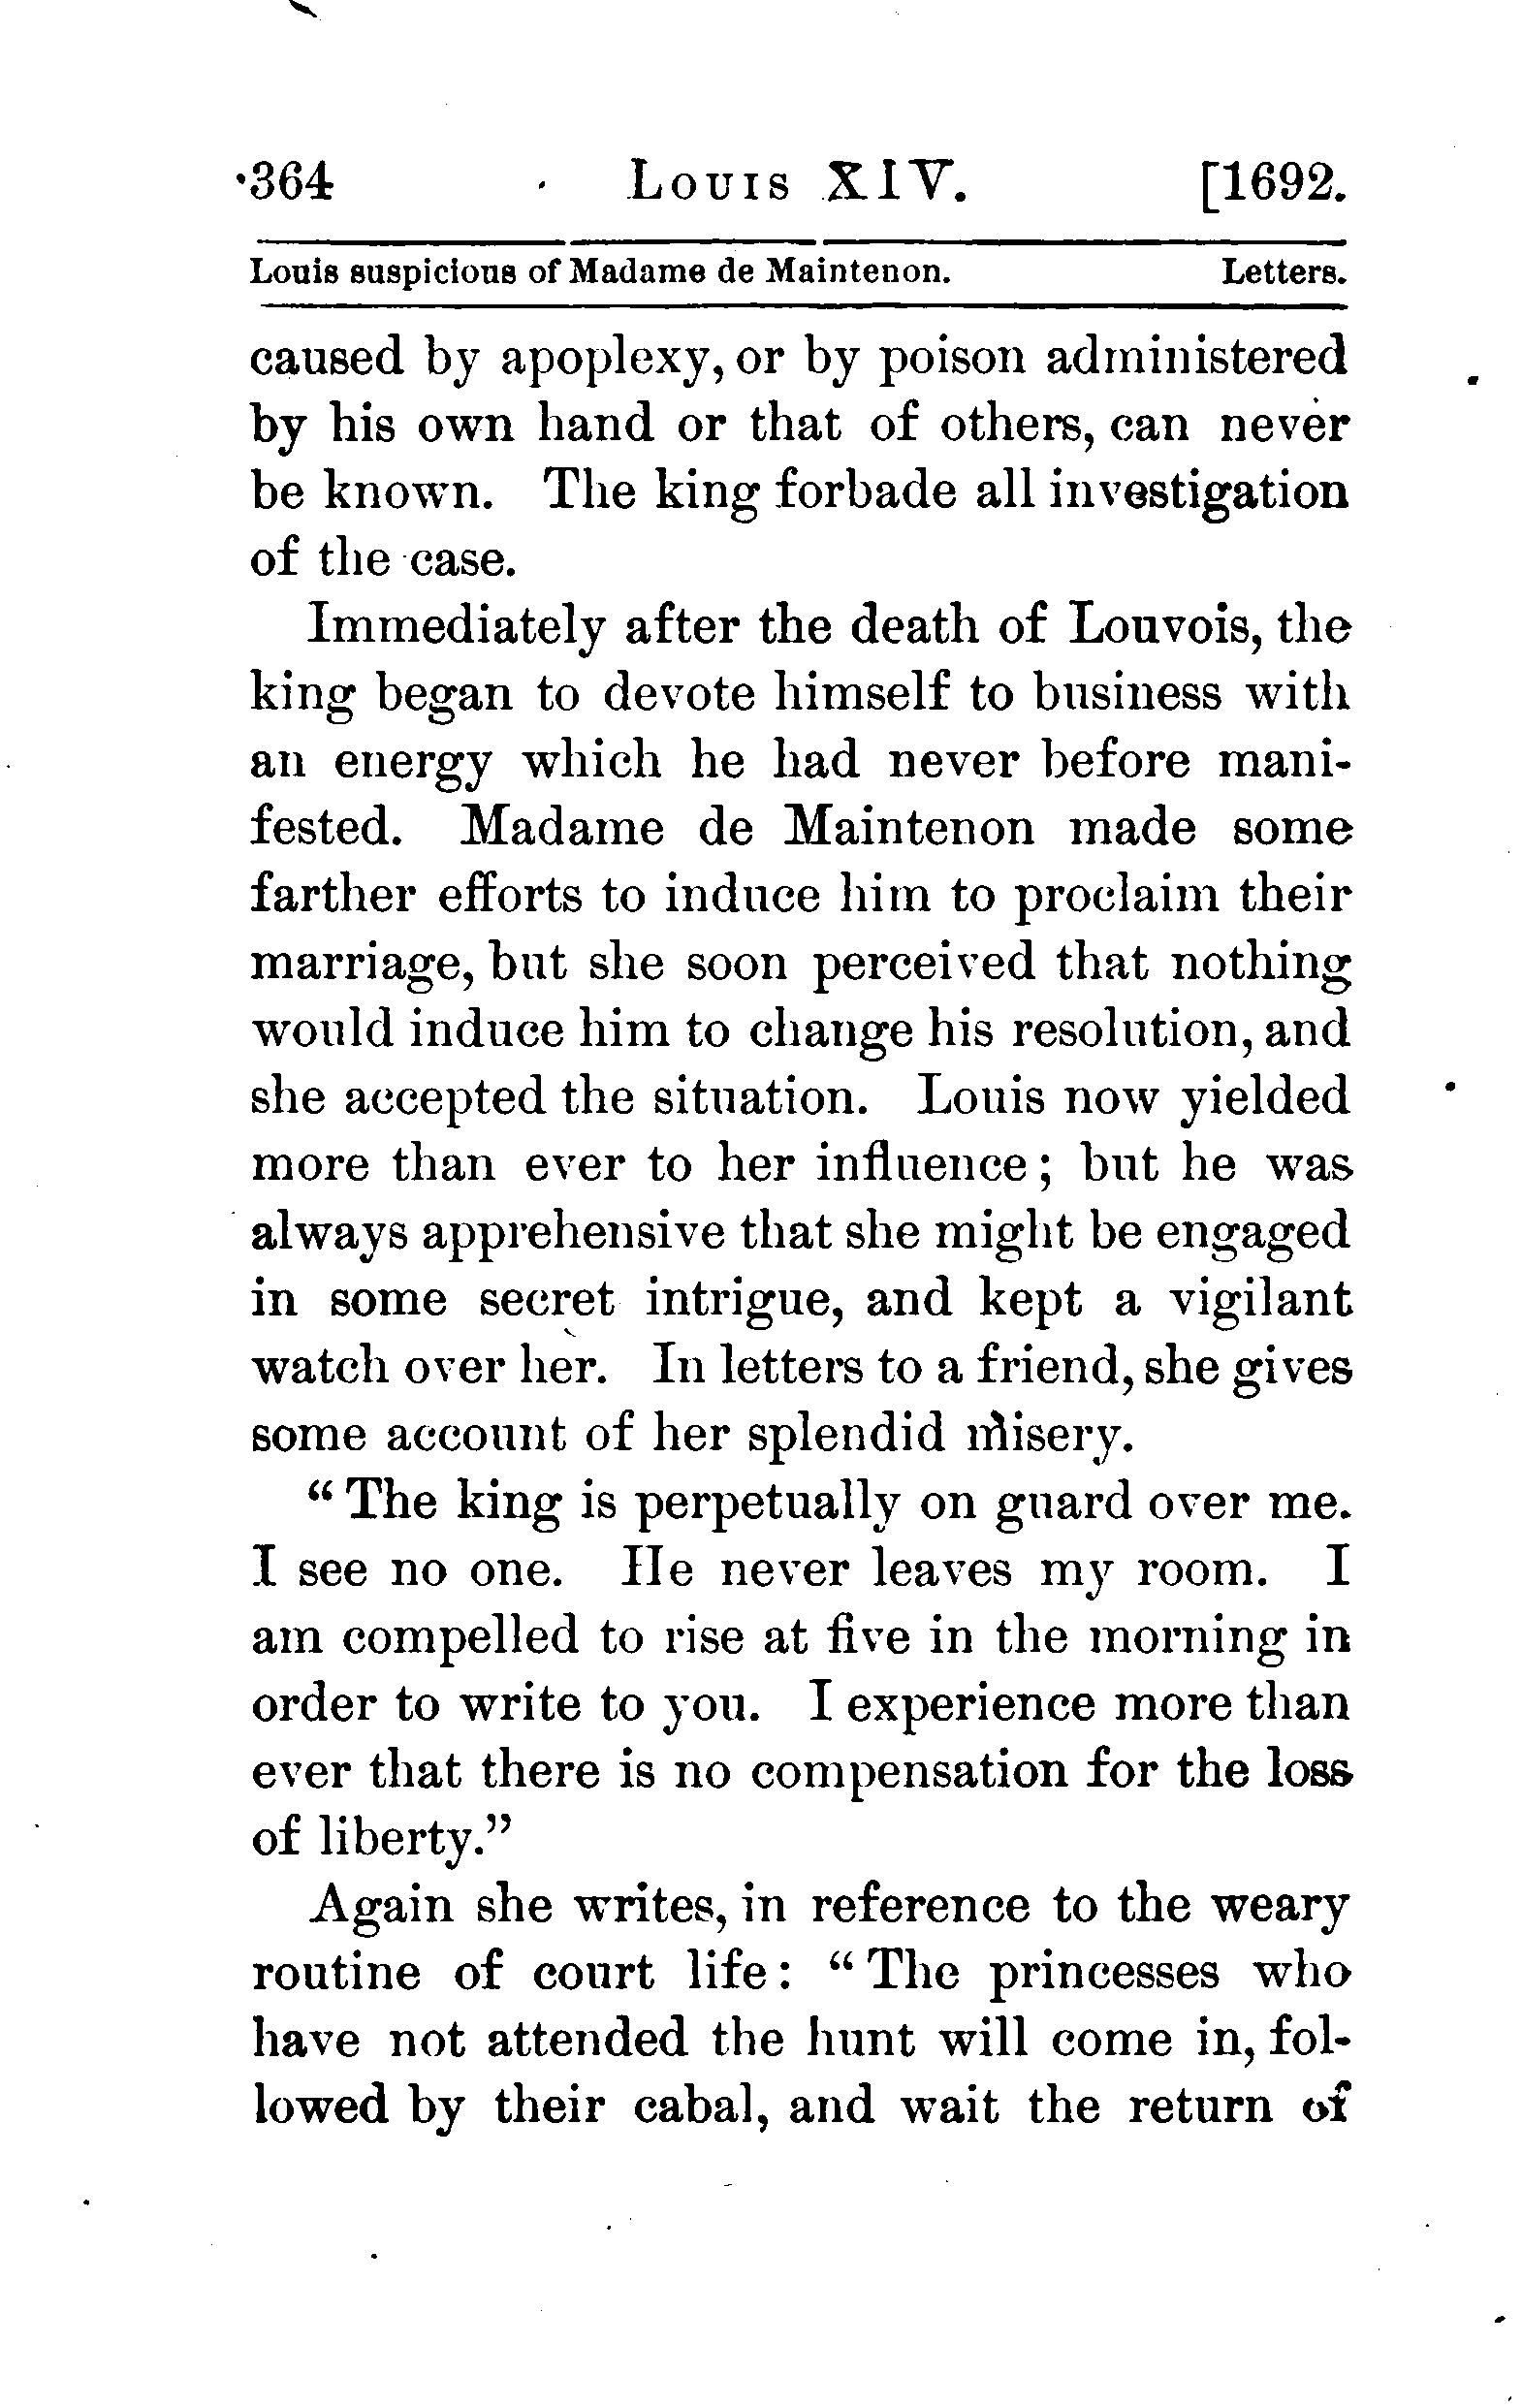 364 Louis XIV. [1692.
Louis suspicious of Madame de Maintenon. Letters.
caused by apoplexy, or by poison administered
by his own hand or that of others, can never
be known. The king forbade all investigation
of the case.
Immediately after the death of Louvois, the
king began to devote himself to business with
an energy which he had never before mani-
fested. Madame de Maintenon made some
farther efforts to induce him to proclaim their
marriage, but she soon perceived that nothing
would induce him to change his resolution, and
she accepted the situation. Louis now yielded
more than ever to her influence; but he was
always apprehensive that she might be engaged
in some secret intrigue, and kept a vigilant
watch over her. In letters to a friend, she gives
some account of her splendid misery.
“The king is perpetually on guard over me.
I see no one. He never leaves my room. I
am compelled to rise at five in the morning in
order to write to you. I experience more than
ever that there is no compensation for the loss
of liberty.”
Again she writes, in reference to the weary
routine of court life: “The princesses who
have not attended the hunt will come in, fol-
lowed by their cabal, and wait the return of